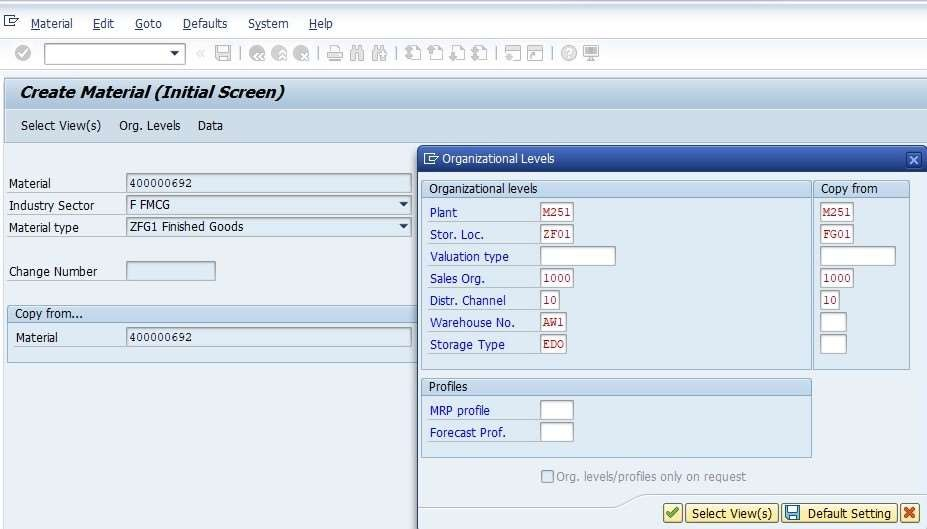 Material Edit Goto Defaults System Help
Create Material (Initial Screen)
Select View(s) Org. Levels Data
Material 400000692
Industry Sector F FMCG
Material type ZFG1 Finished Goods
Change Number
Copy from...
Material 400000692
Organizational Levels
Organizational levels Copy from
Plant M251 M251
Stor. Loc. ZF01 FG01
Valuation type
Sales Org. 1000 1000
Distr. Channel 10 10
Warehouse No. AW1
Storage Type EDO
Profiles
MRP profile
Forecast Prof.
Org. levels/profiles only on request
Select View(s) Default Setting